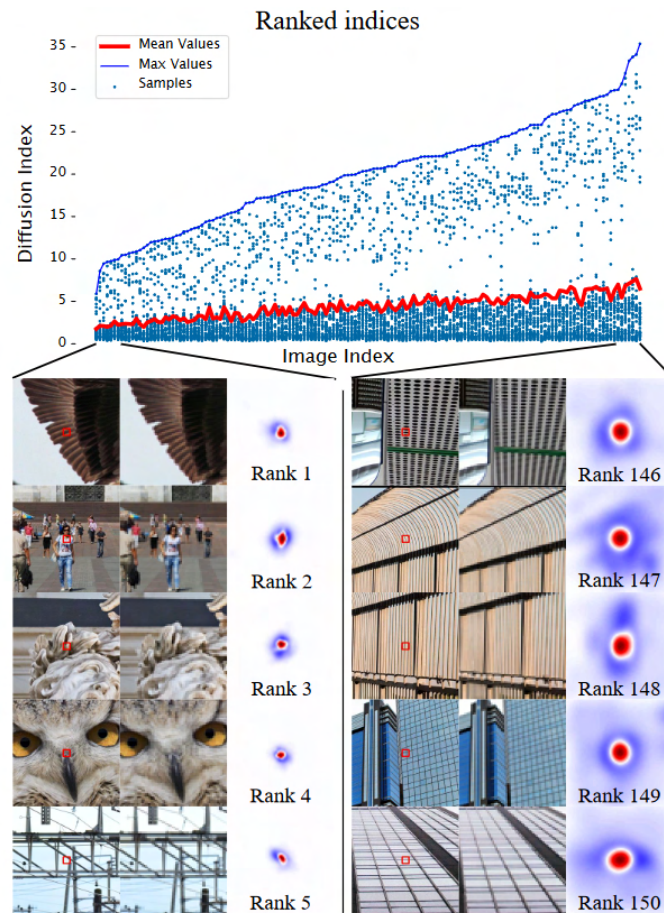 Ranked indices
35
Mean Values
Max Values
Samples
30
25
20
15
10
5
0
Diffusion Index
Image Index
Rank 1
Rank 146
Rank 2
Rank 147
Rank 3
Rank 148
Rank 4
Rank 149
Rank 5
Rank 150